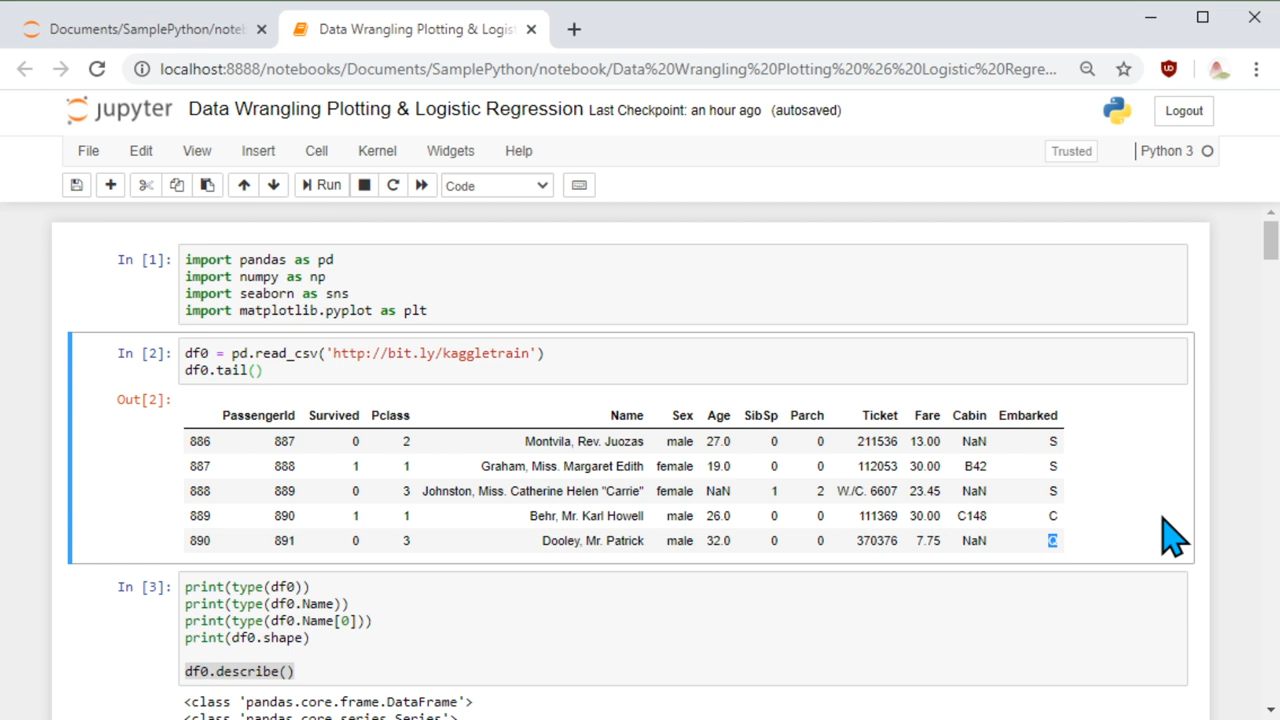 Documents/SamplePython/note
Data Wrangling Plotting & Logist
localhost:8888/notebooks/Documents/SamplePython/notebook/Data%20Wrangling%20Plotting%20%26%20Logistic%20Regre...
jupyter Data Wrangling Plotting & Logistic Regression Last Checkpoint: an hour ago (autosaved) Logout
File Edit View Insert Cell Kernel Widgets Help Trusted Python 3
Run Code
In [1]: import pandas as pd
import numpy as np
import seaborn as sns
import matplotlib.pyplot as plt
In [2]: df0 = pd.read_csv('http://bit.ly/kaggletrain')
df0.tail()
Out[2]:
PassengerId Survived Pclass Name Sex Age SibSp Parch Ticket Fare Cabin Embarked
886 887 0 2 Montvila, Rev. Juozas male 27.0 0 0 211536 13.00 NaN S
887 888 1 1 Graham, Miss. Margaret Edith female 19.0 0 0 112053 30.00 B42 S
888 889 0 3 Johnston, Miss. Catherine Helen "Carrie" female NaN 1 2 W./C. 6607 23.45 NaN S
889 890 1 1 Behr, Mr. Karl Howell male 26.0 0 0 111369 30.00 C148 C
890 891 0 3 Dooley, Mr. Patrick male 32.0 0 0 370376 7.75 NaN Q
In [3]: print(type(df0))
print(type(df0.Name))
print(type(df0.Name[0]))
print(df0.shape)
df0.describe()
<class 'pandas.core.frame.DataFrame'>
<class 'pandas.core.series.Series'>